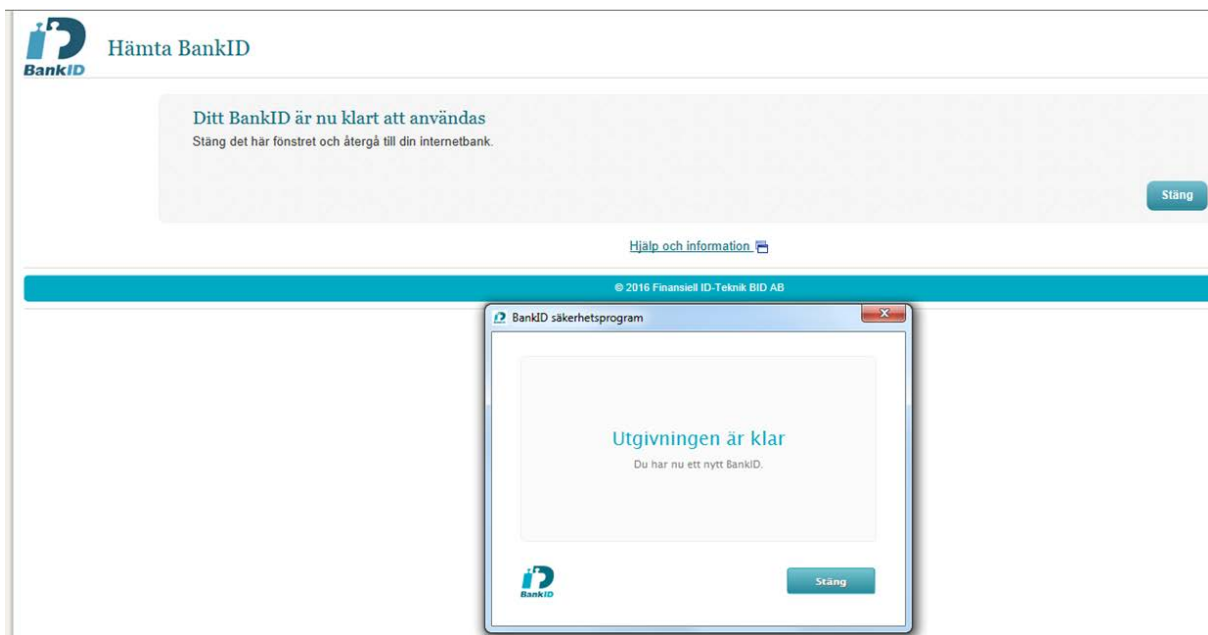 BankID
Hämta BankID
Ditt BankID är nu klart att användas
Stäng det här fönstret och återgå till din internetbank.
Stäng
Hjälp och information
© 2016 Finansiell ID-Teknik BID AB
BankID säkerhetsprogram
Utgivningen är klar
Du har nu ett nytt BankID.
BankID
Stäng